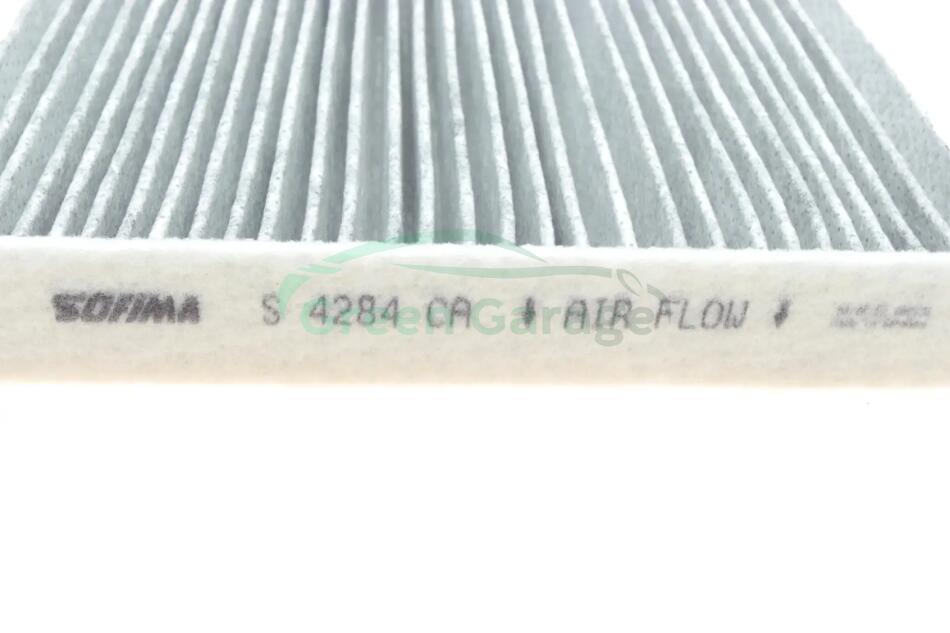 SOFIMA S 4284 CA ↓ AIR FLOW ↓
GreenGarage